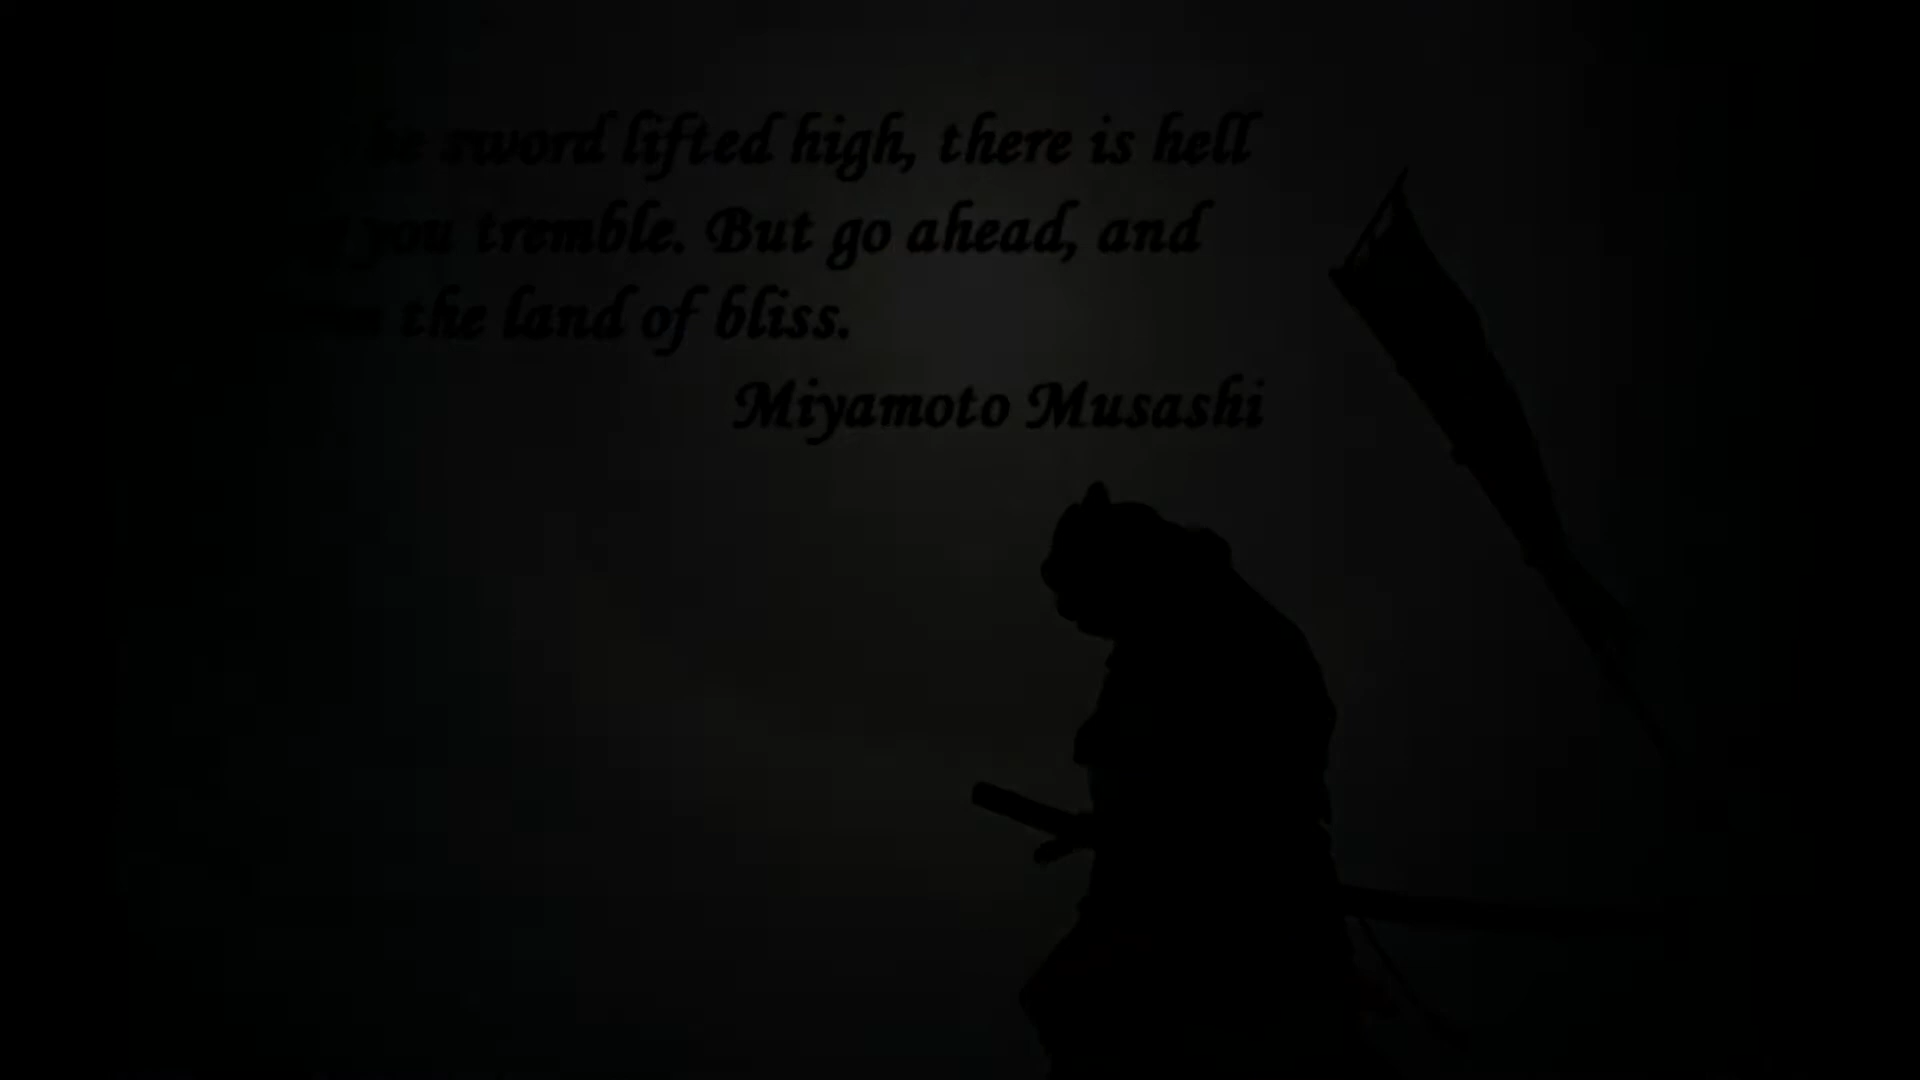 sword lifted high, there is hell
you tremble. But go ahead, and
the land of bliss.
Miyamoto Musashi